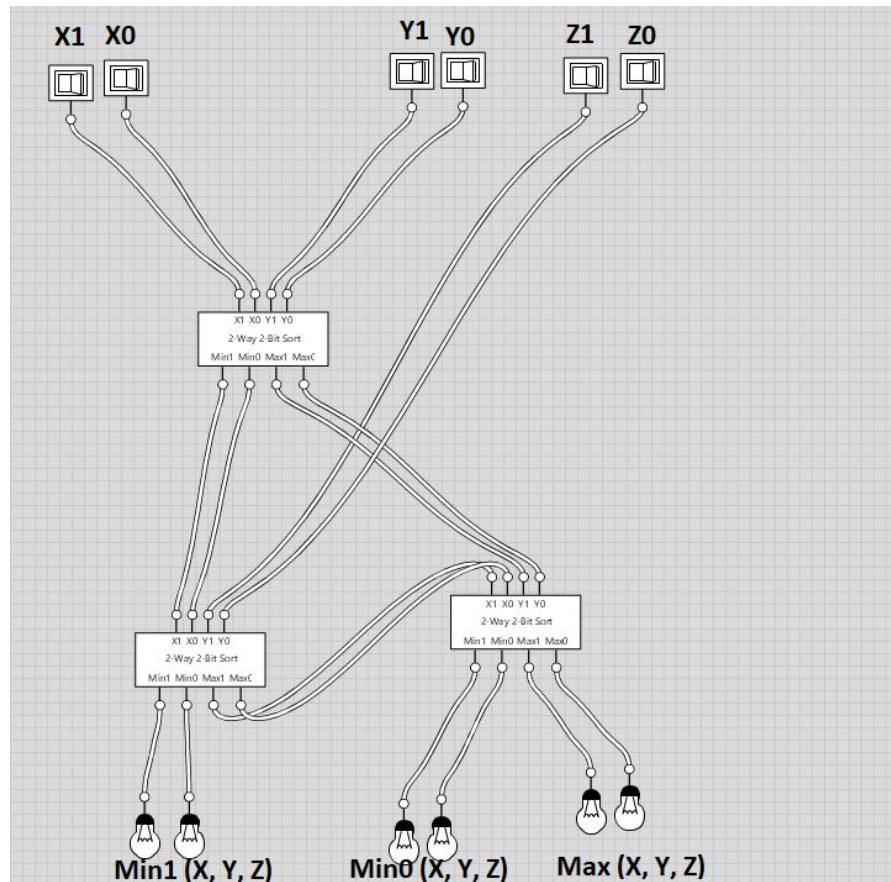 X1 X0 Y1 Y0 Z1 Z0
X1 X0 Y1 Y0
2-Way 2-Bit Sort
Min1 Min0 Max1 Max0
X1 X0 Y1 Y0
2-Way 2-Bit Sort
Min1 Min0 Max1 Max0
X1 X0 Y1 Y0
2-Way 2-Bit Sort
Min1 Min0 Max1 Max0
Min1 (X, Y, Z) Min0 (X, Y, Z) Max (X, Y, Z)